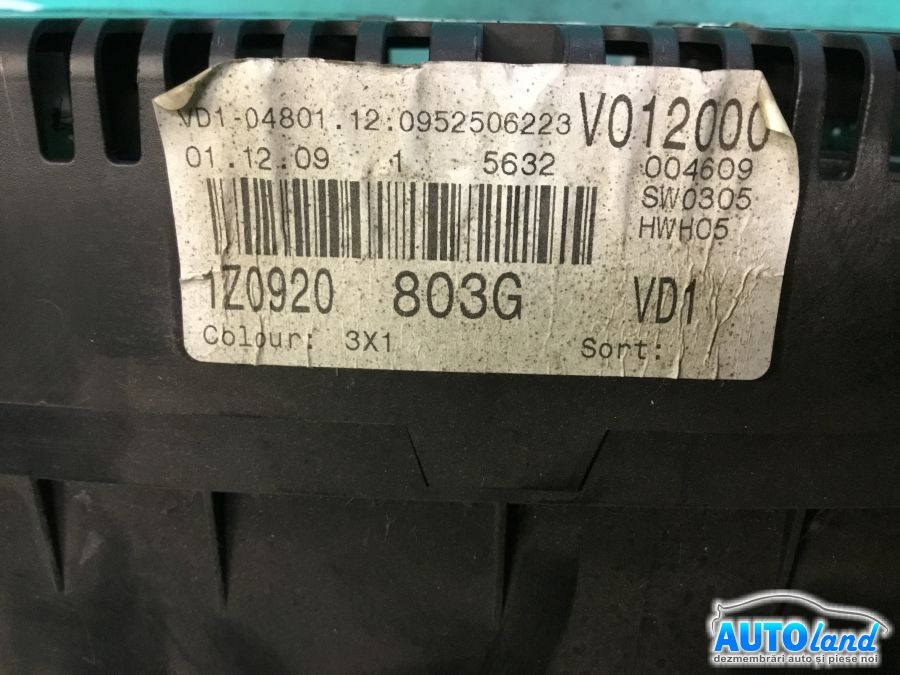 VD1-04801.12.0952506223 V012000
01.12.09 1 5632 004609
SW0305
HWH05
1Z0920 803G VD1
Colour: 3X1 Sort:
AUTOland
dezmembrări auto și piese noi